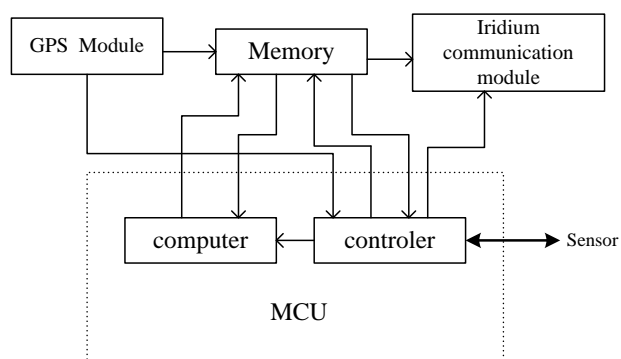 GPS Module
Memory
Iridium
communication
module
computer
controler
Sensor
MCU